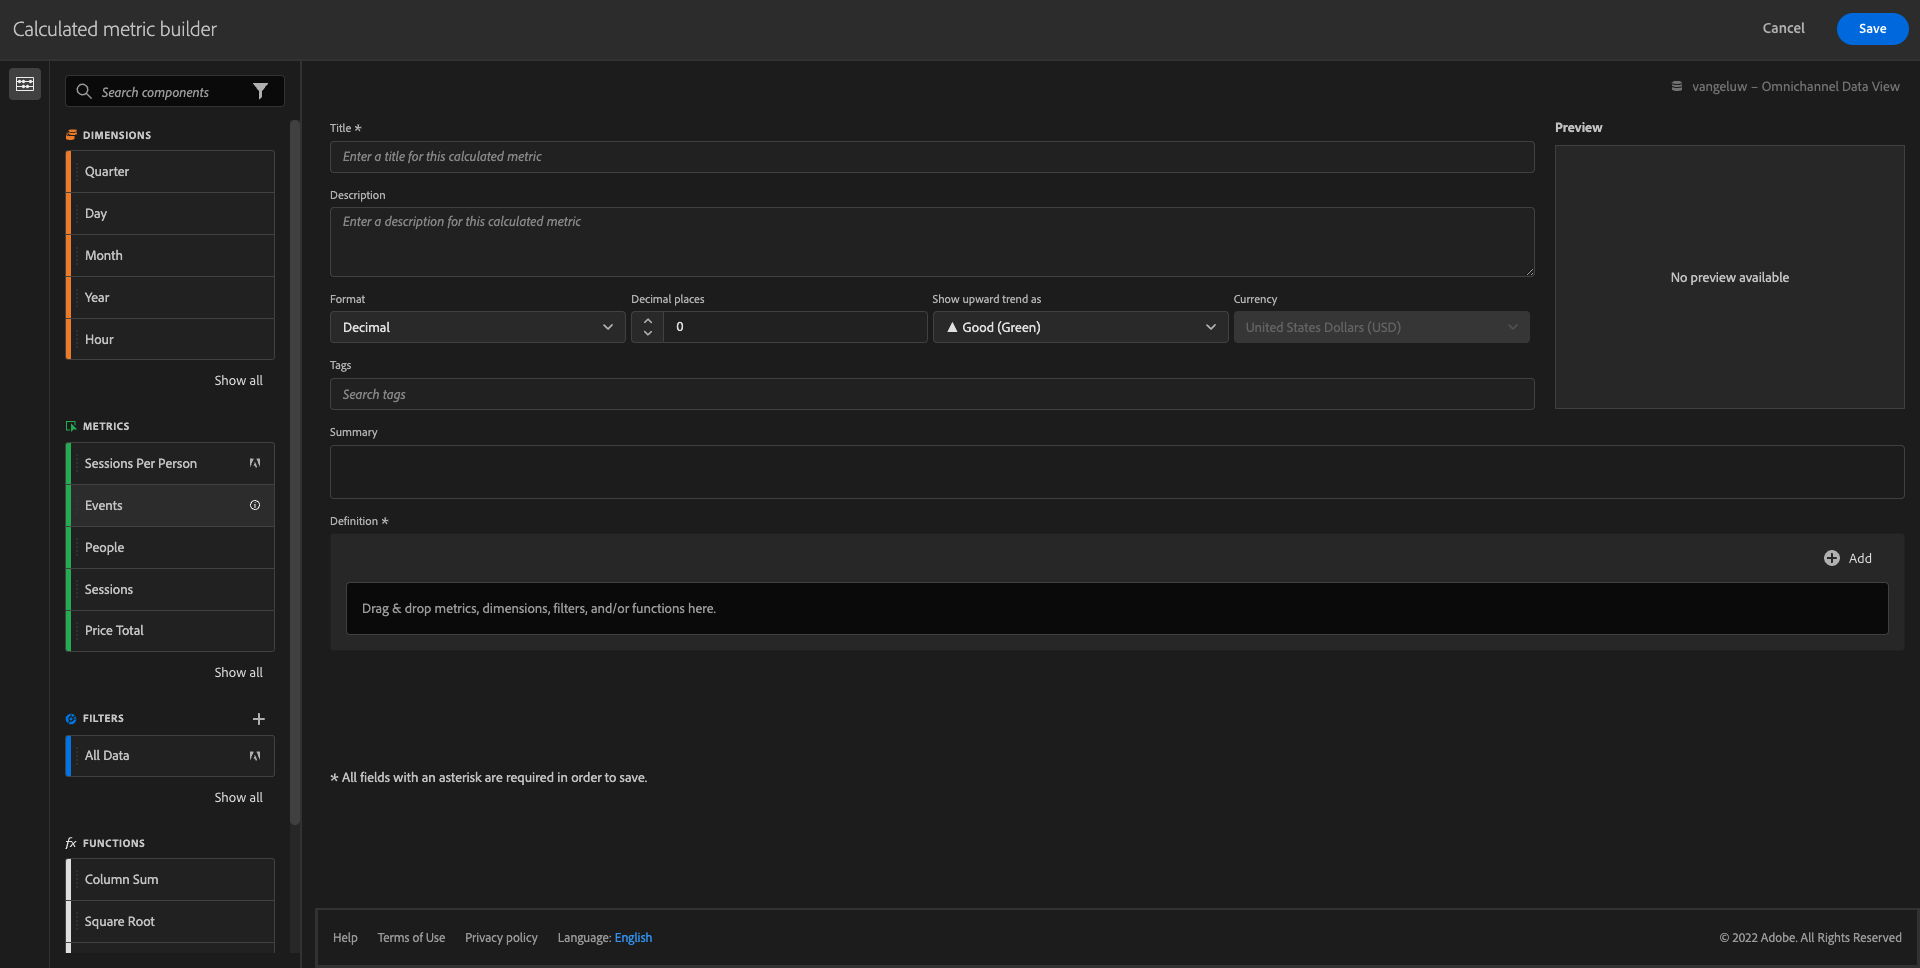 Calculated metric builder
Cancel
Save
Search components
DIMENSIONS
Quarter
Day
Month
Year
Hour
Show all
METRICS
Sessions Per Person
Events
People
Sessions
Price Total
Show all
FILTERS
All Data
Show all
fx FUNCTIONS
Column Sum
Square Root
vangeluw – Omnichannel Data View
Title *
Enter a title for this calculated metric
Description
Enter a description for this calculated metric
Format
Decimal
Decimal places
0
Show upward trend as
▲ Good (Green)
Currency
United States Dollars (USD)
Tags
Search tags
Preview
No preview available
Summary
Definition *
Add
Drag & drop metrics, dimensions, filters, and/or functions here.
* All fields with an asterisk are required in order to save.
Help Terms of Use Privacy policy Language: English
© 2022 Adobe. All Rights Reserved